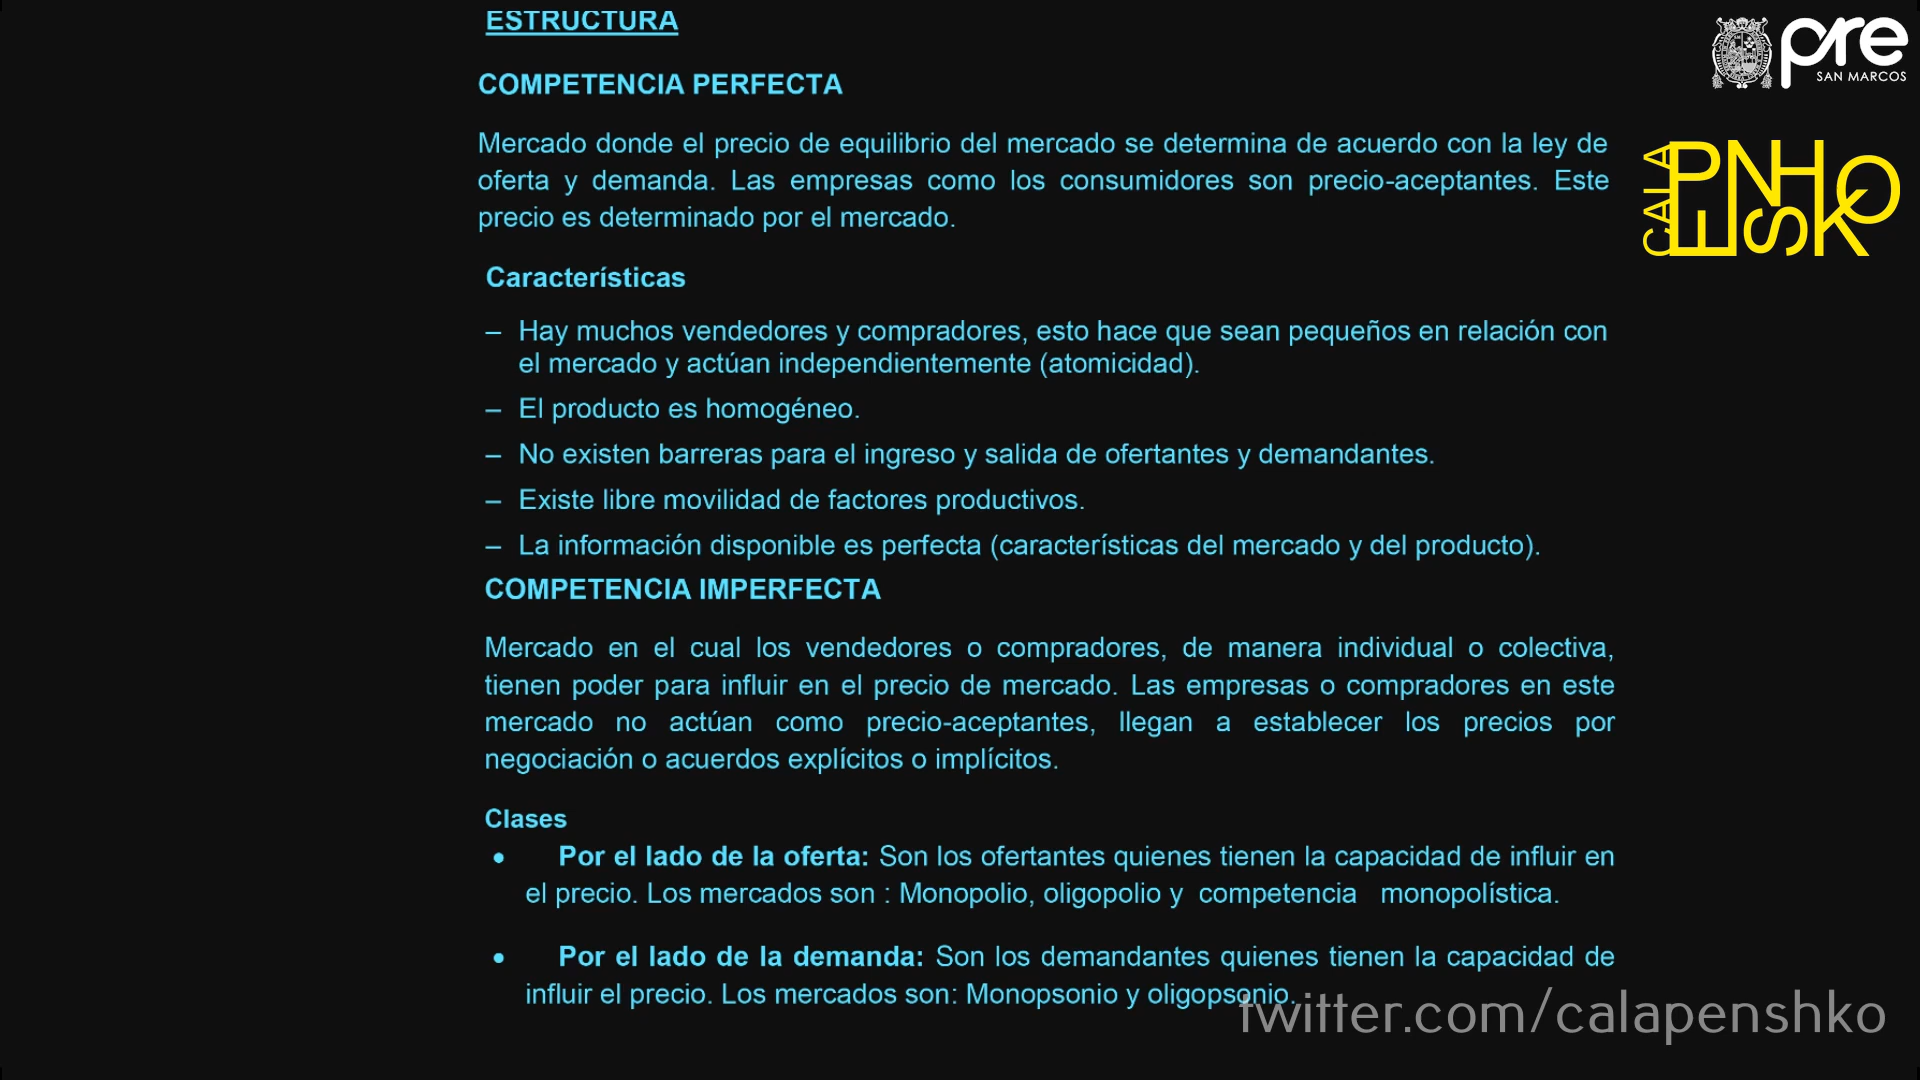 ESTRUCTURA
COMPETENCIA PERFECTA
Mercado donde el precio de equilibrio del mercado se determina de acuerdo con la ley de
oferta y demanda. Las empresas como los consumidores son precio-aceptantes. Este
precio es determinado por el mercado.
Características
– Hay muchos vendedores y compradores, esto hace que sean pequeños en relación con
el mercado y actúan independientemente (atomicidad).
– El producto es homogéneo.
– No existen barreras para el ingreso y salida de ofertantes y demandantes.
– Existe libre movilidad de factores productivos.
– La información disponible es perfecta (características del mercado y del producto).
COMPETENCIA IMPERFECTA
Mercado en el cual los vendedores o compradores, de manera individual o colectiva,
tienen poder para influir en el precio de mercado. Las empresas o compradores en este
mercado no actúan como precio-aceptantes, llegan a establecer los precios por
negociación o acuerdos explícitos o implícitos.
Clases
• Por el lado de la oferta: Son los ofertantes quienes tienen la capacidad de influir en
el precio. Los mercados son : Monopolio, oligopolio y competencia monopolística.
• Por el lado de la demanda: Son los demandantes quienes tienen la capacidad de
influir el precio. Los mercados son: Monopsonio y oligopsonio.
pre
SAN MARCOS
CALA
PENSHKO
twitter.com/calapenshko